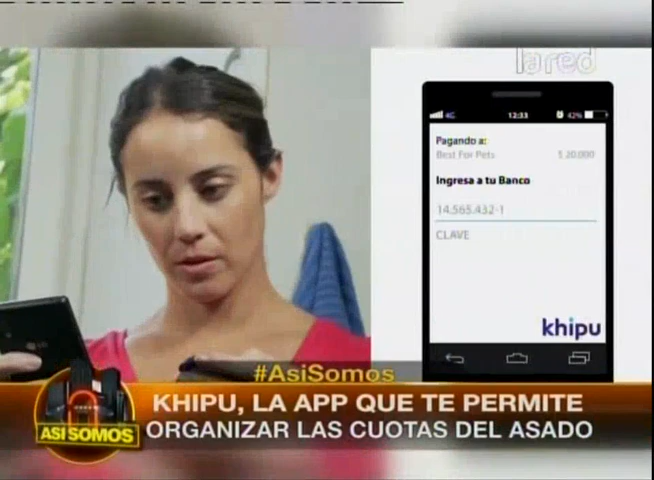 lared
12:33
42%
Pagando a:
Best For Pets $ 20.000
Ingresa a tu Banco
14.565.432-1
CLAVE
khipu
#AsiSomos
KHIPU, LA APP QUE TE PERMITE
ORGANIZAR LAS CUOTAS DEL ASADO
ASI SOMOS